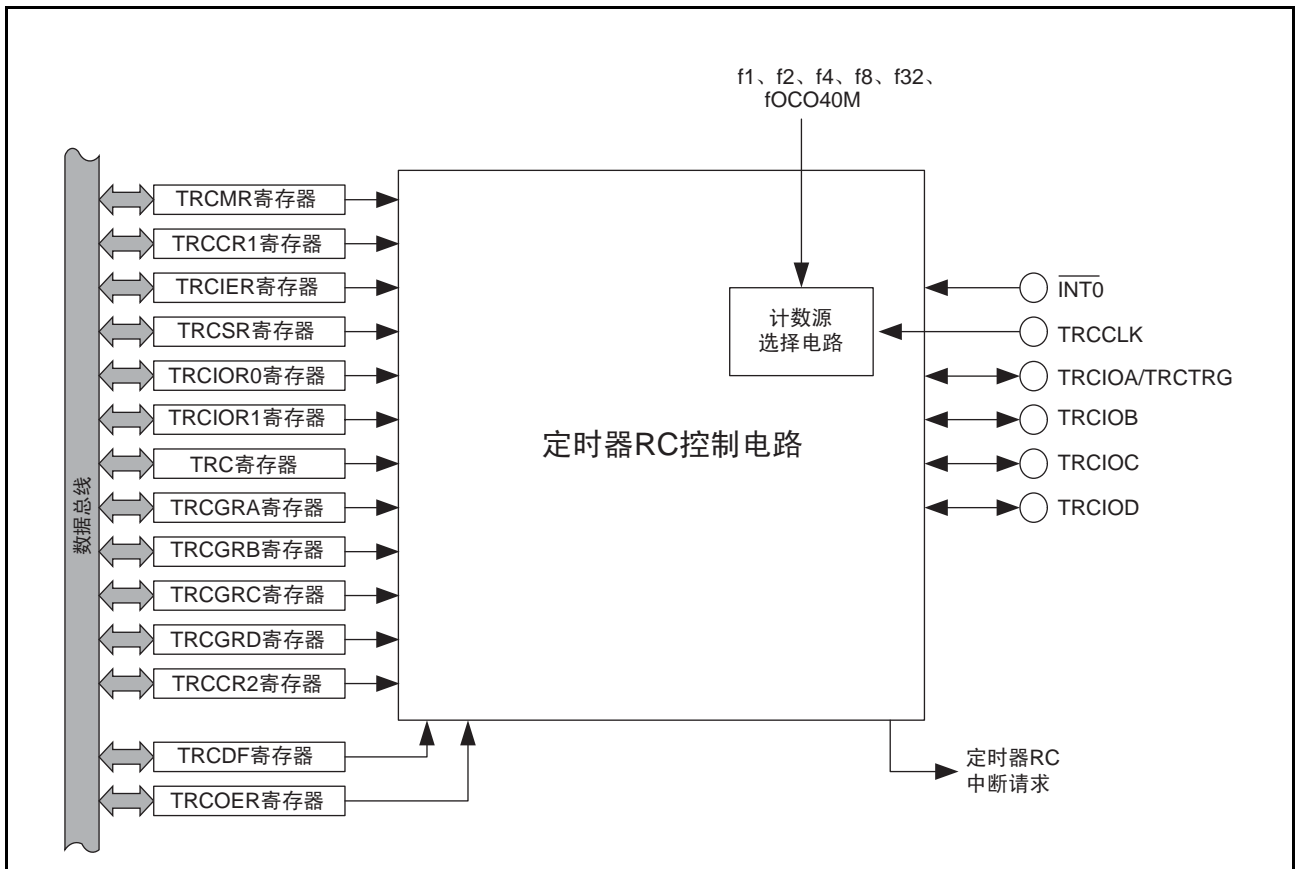 f1、f2、f4、f8、f32、
fOCO40M
数据总线
TRCMR寄存器
TRCCR1寄存器
TRCIER寄存器
TRCSR寄存器
TRCIOR0寄存器
TRCIOR1寄存器
TRC寄存器
TRCGRA寄存器
TRCGRB寄存器
TRCGRC寄存器
TRCGRD寄存器
TRCCR2寄存器
TRCDF寄存器
TRCOER寄存器
计数源
选择电路
定时器RC控制电路
INT0
TRCCLK
TRCIOA/TRCTRG
TRCIOB
TRCIOC
TRCIOD
定时器RC
中断请求